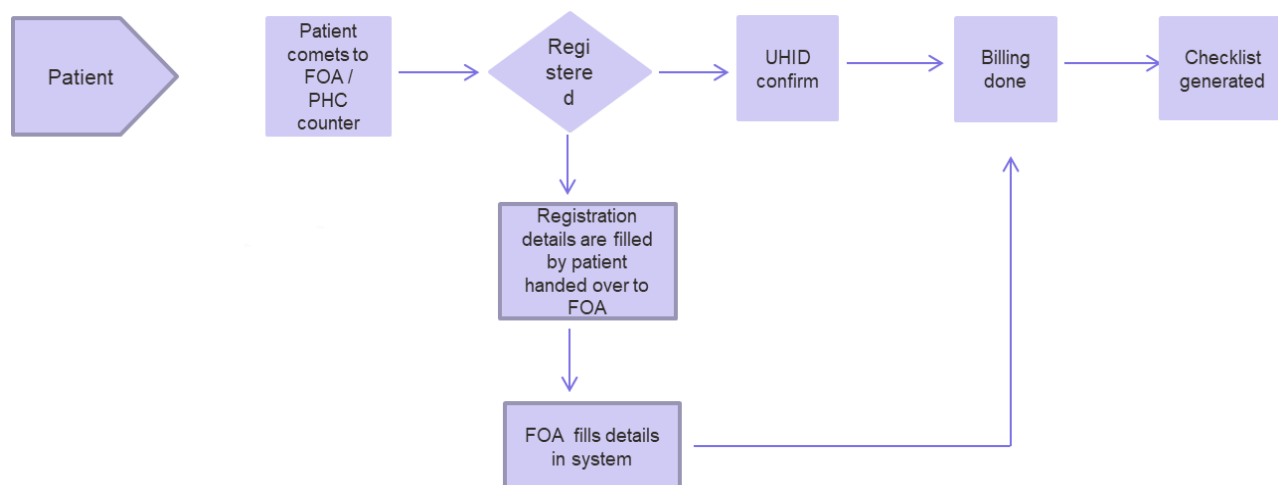 Patient
Patient
comets to
FOA /
PHC
counter
Regi
stere
d
UHID
confirm
Billing
done
Checklist
generated
Registration
details are filled
by patient
handed over to
FOA
FOA fills details
in system